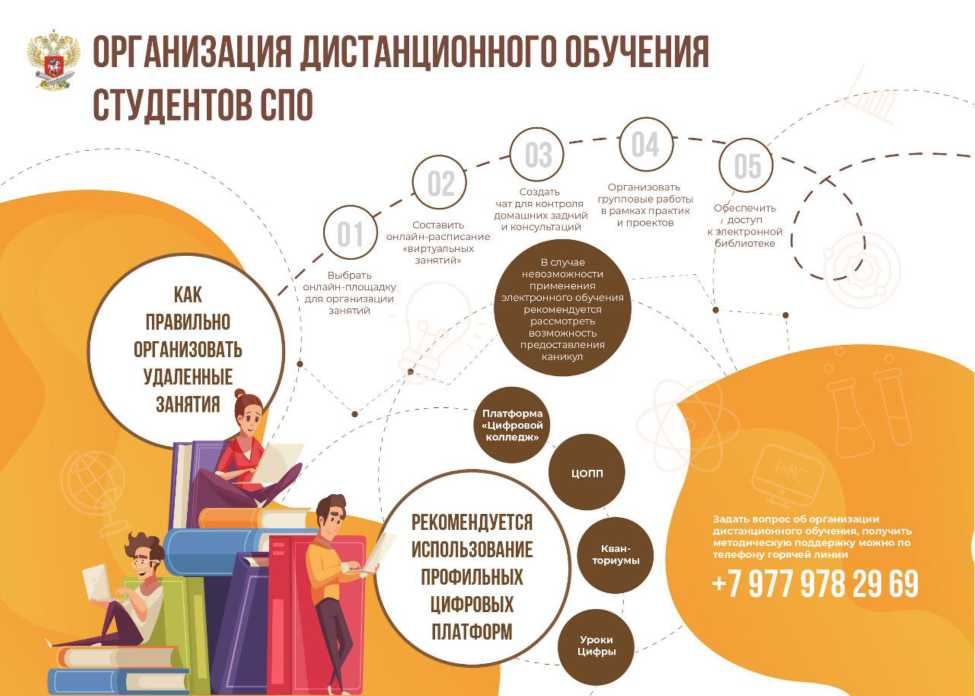 ОРГАНИЗАЦИЯ ДИСТАНЦИОННОГО ОБУЧЕНИЯ
СТУДЕНТОВ СПО
КАК
ПРАВИЛЬНО
ОРГАНИЗОВАТЬ
УДАЛЕННЫЕ
ЗАНЯТИЯ
01
Выбрать
онлайн-площадку
для организации
занятий
02
Составить
онлайн-расписание
«виртуальных
занятий»
03
Создать
чат для контроля
домашних задний
и консультаций
04
Организовать
групповые работы
в рамках практик
и проектов
05
Обеспечить
доступ
к электронной
библиотеке
В случае
невозможности
применения
электронного обучения
рекомендуется
рассмотреть
возможность
предоставления
каникул
РЕКОМЕНДУЕТСЯ
ИСПОЛЬЗОВАНИЕ
ПРОФИЛЬНЫХ
ЦИФРОВЫХ
ПЛАТФОРМ
Платформа
«Цифровой
колледж»
ЦОПП
Кван-
ториумы
Уроки
Цифры
Задать вопрос об организации
дистанционного обучения, получить
методическую поддержку можно по
телефону горячей линии
+7 977 978 29 69